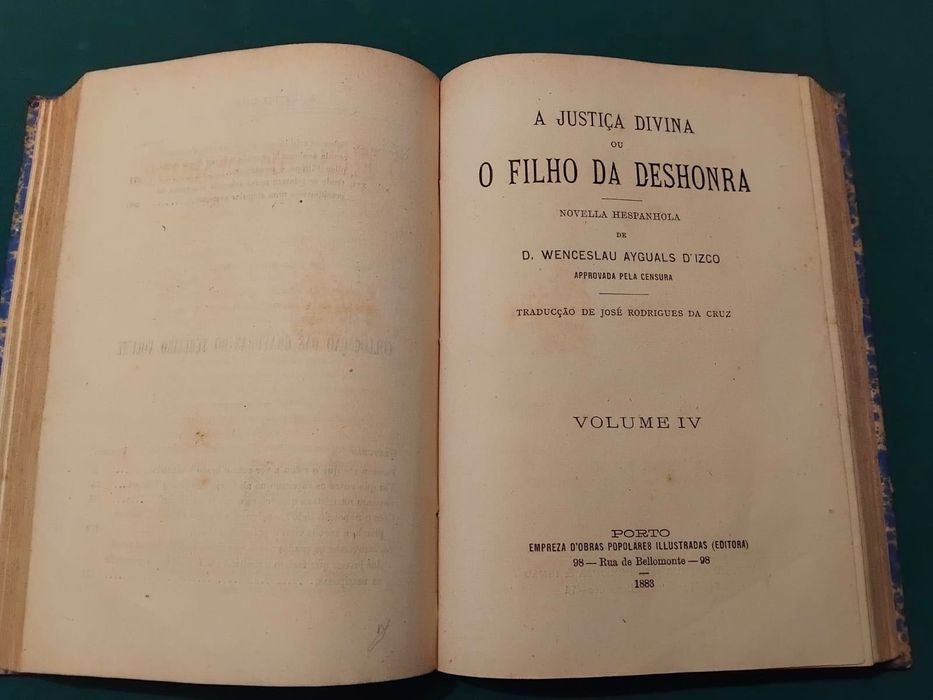 A JUSTIÇA DIVINA
OU
O FILHO DA DESHONRA
NOVELLA HESPANHOLA
DE
D. WENCESLAU AYGUALS D'IZCO
APPROVADA PELA CENSURA
TRADUCÇÃO DE JOSÉ RODRIGUES DA CRUZ
VOLUME IV
PORTO
EMPREZA D'OBRAS POPULARES ILLUSTRADAS (EDITORA)
98 — Rua de Bellomonte — 98
1883